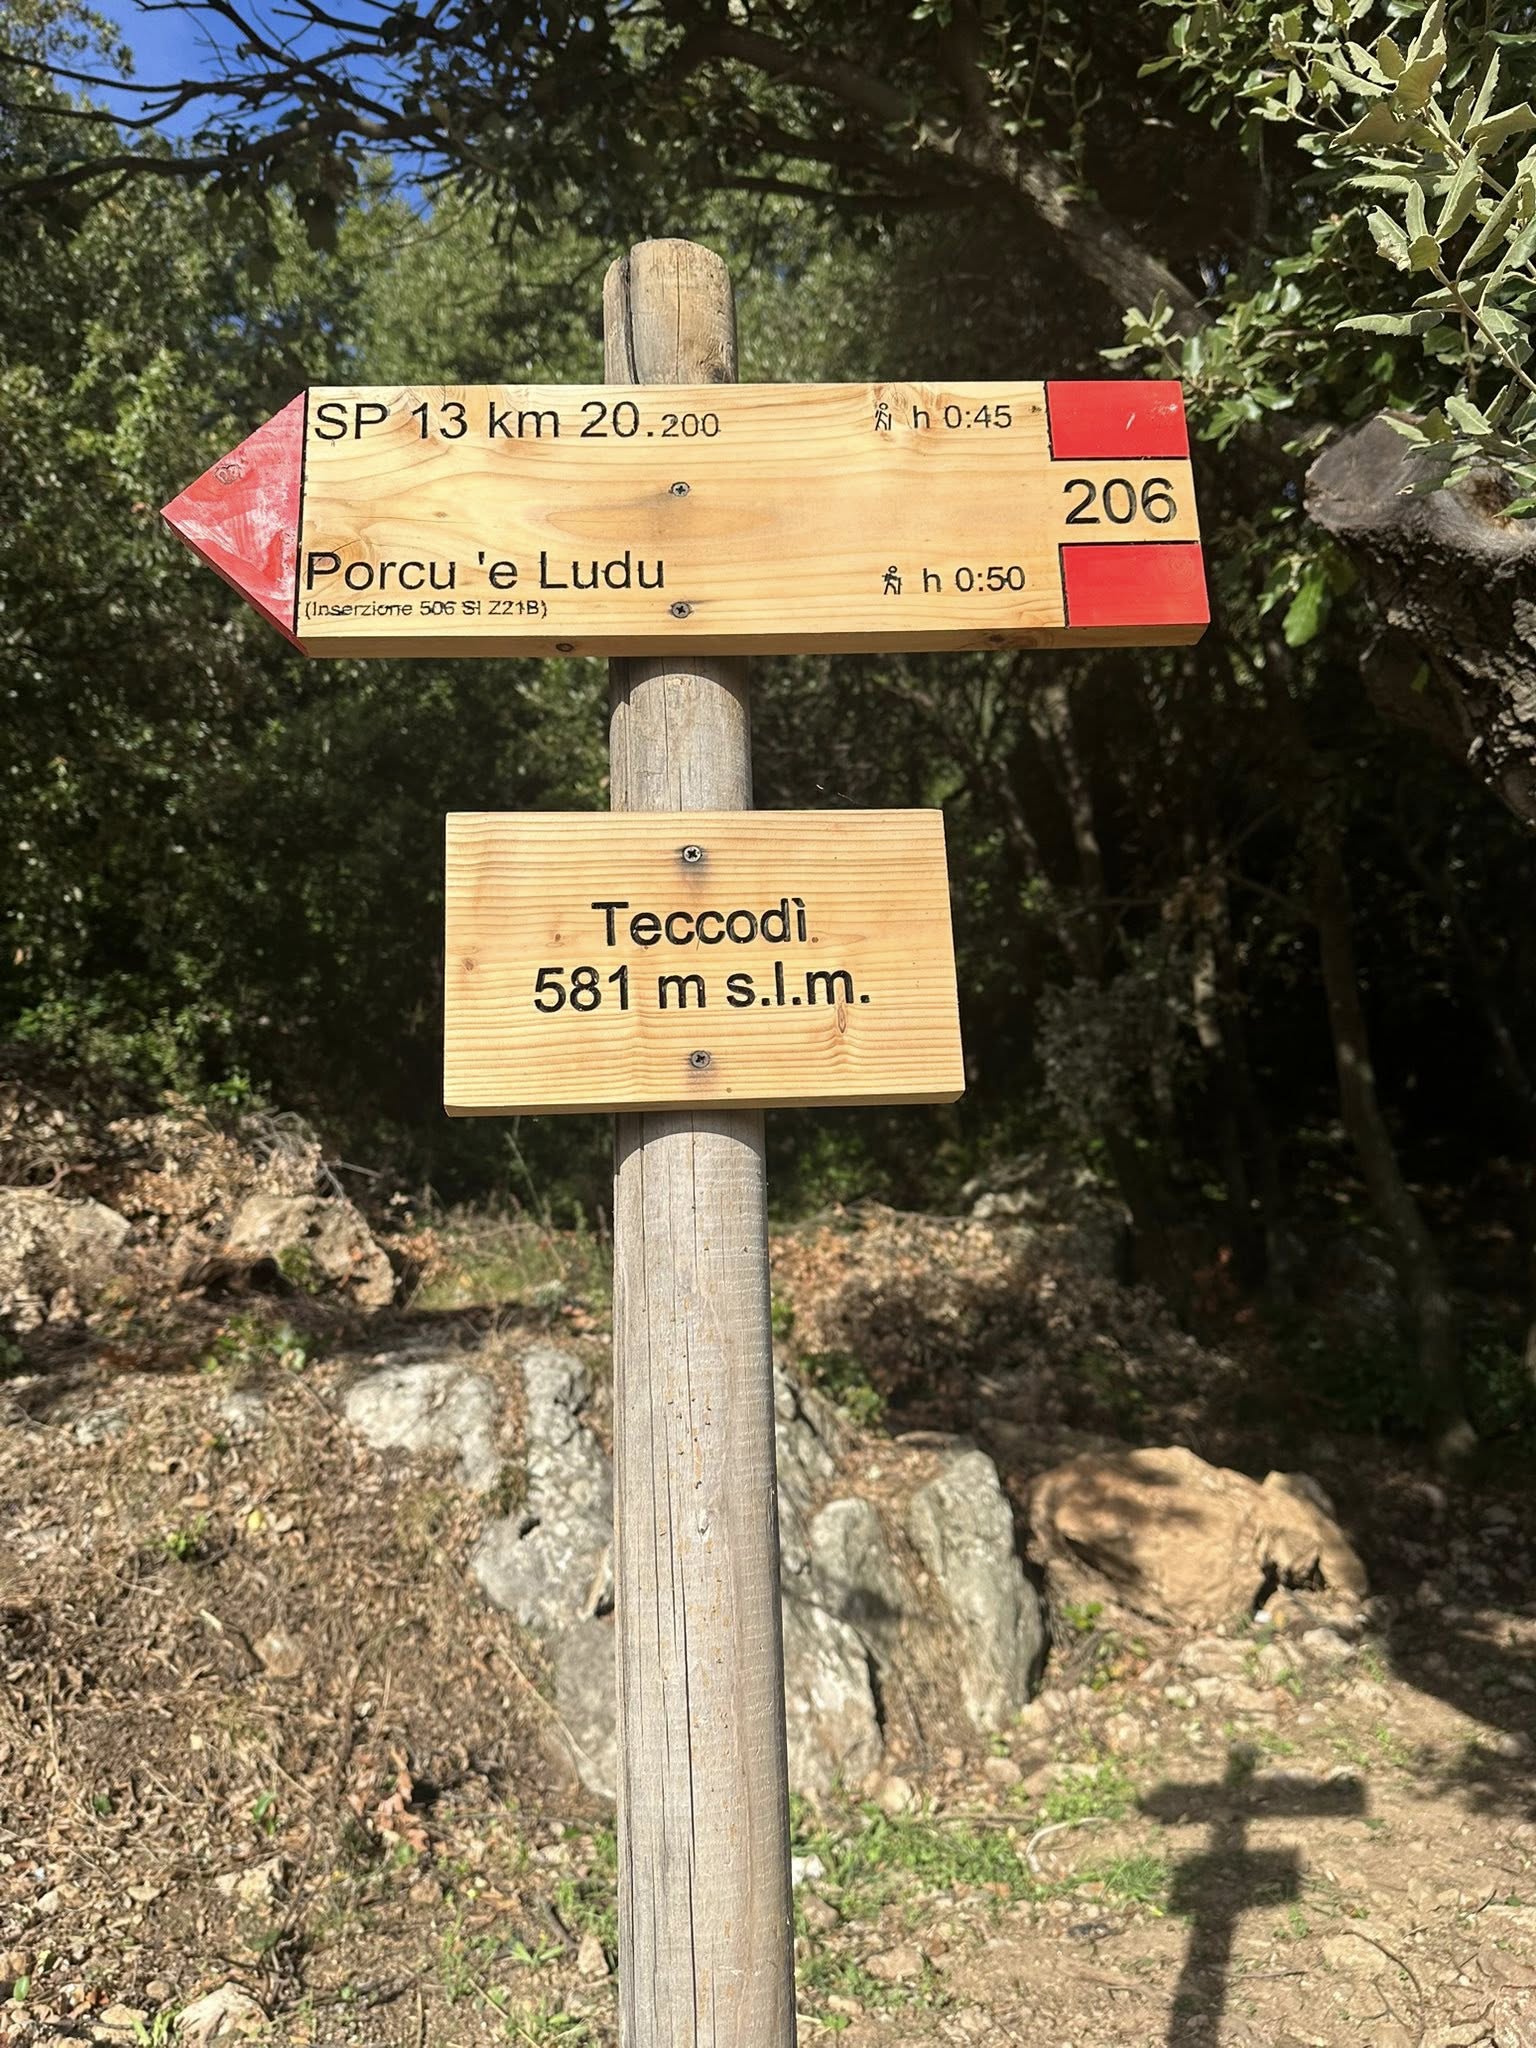 SP 13 km 20.200 h 0:45
206
Porcu 'e Ludu h 0:50
(Inserzione 506 SI Z21B)
Teccodì
581 m s.l.m.